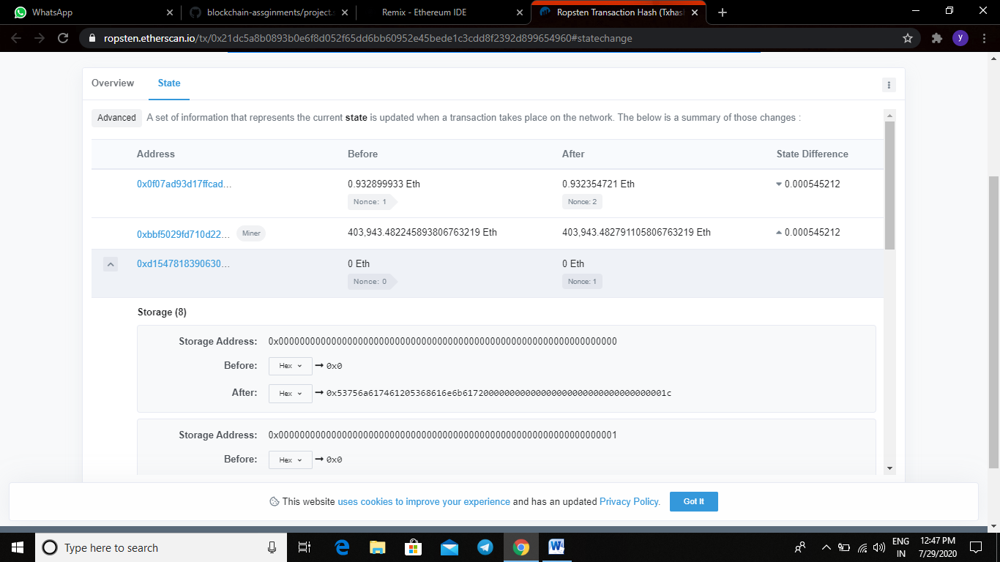 WhatsApp
blockchain-assginments/project.s
Remix - Ethereum IDE
Ropsten Transaction Hash (Txhas
ropsten.etherscan.io/tx/0x21dc5a8b0893b0e6f8d052f65dd6bb60952e45bede1c3cdd8f2392d899654960#statechange
y
Overview State
Advanced A set of information that represents the current state is updated when a transaction takes place on the network. The below is a summary of those changes :
Address Before After State Difference
0x0f07ad93d17ffcad... 0.932899933 Eth 0.932354721 Eth 0.000545212
Nonce: 1 Nonce: 2
0xbbf5029fd710d22... Miner 403,943.482245893806763219 Eth 403,943.482791105806763219 Eth 0.000545212
0xd1547818390630... 0 Eth 0 Eth
Nonce: 0 Nonce: 1
Storage (8)
Storage Address: 0x0000000000000000000000000000000000000000000000000000000000000000
Before: Hex 0x0
After: Hex 0x53756a617461205368616e6b6172000000000000000000000000000000000000001c
Storage Address: 0x0000000000000000000000000000000000000000000000000000000000000001
Before: Hex 0x0
This website uses cookies to improve your experience and has an updated Privacy Policy. Got It
Type here to search
ENG
IN
12:47 PM
7/29/2020